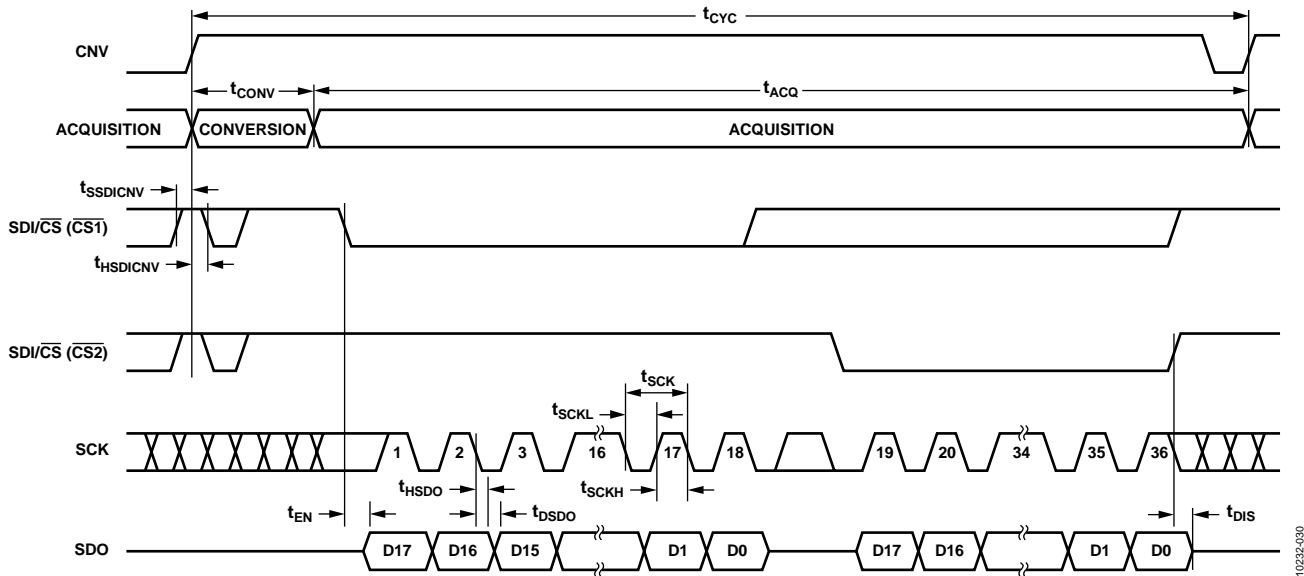 tCYC
CNV
tCONV
tACQ
ACQUISITION
CONVERSION
ACQUISITION
tSSDICNV
SDI/CS (CS1)
tHSDICNV
SDI/CS (CS2)
tSCK
tSCKL
SCK
1
2
3
16
17
18
19
20
34
35
36
tHSDO
tSCKH
tEN
tDSDO
tDIS
SDO
D17
D16
D15
D1
D0
D17
D16
D1
D0
10232-030